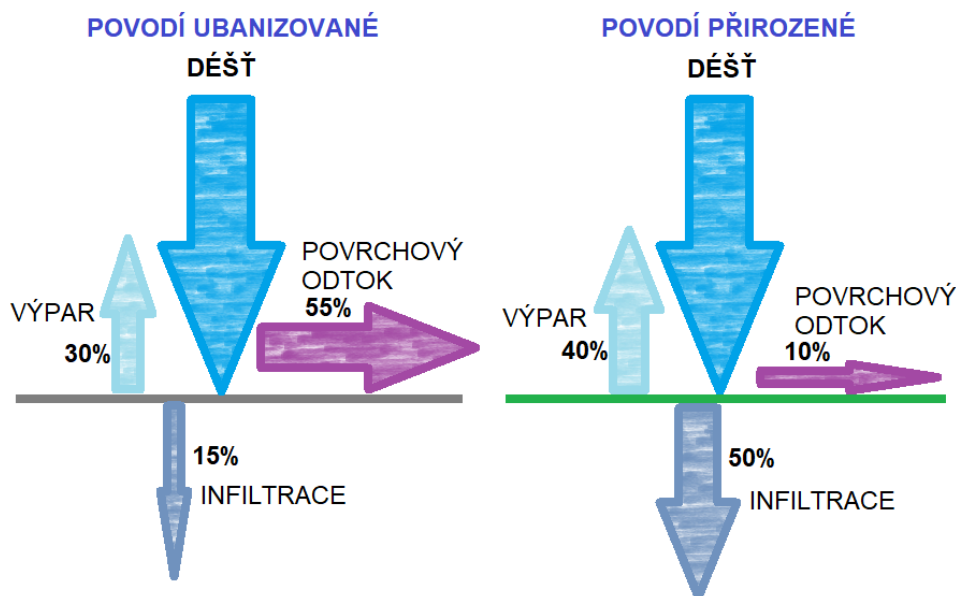 POVODÍ UBANIZOVANÉ
DÉŠŤ
VÝPAR
30%
POVRCHOVÝ
ODTOK
55%
15%
INFILTRACE
POVODÍ PŘIROZENÉ
DÉŠŤ
VÝPAR
40%
POVRCHOVÝ
ODTOK
10%
50%
INFILTRACE